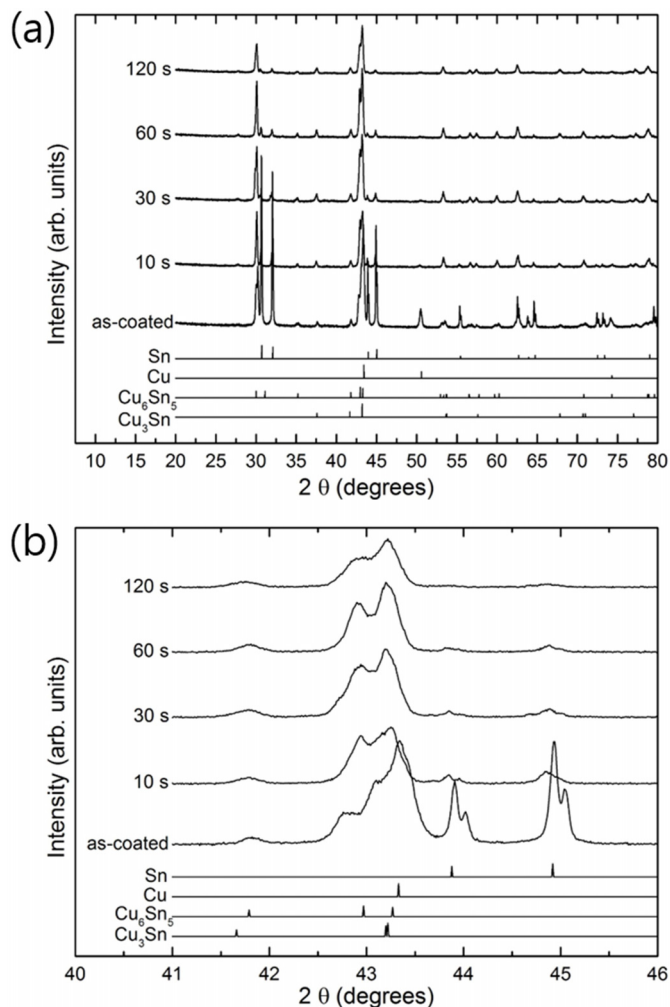 (a)
120 s
60 s
30 s
10 s
as-coated
Sn
Cu
Cu6Sn5
Cu3Sn
Intensity (arb. units)
10 15 20 25 30 35 40 45 50 55 60 65 70 75 80
2 θ (degrees)
(b)
120 s
60 s
30 s
10 s
as-coated
Sn
Cu
Cu6Sn5
Cu3Sn
Intensity (arb. units)
40 41 42 43 44 45 46
2 θ (degrees)